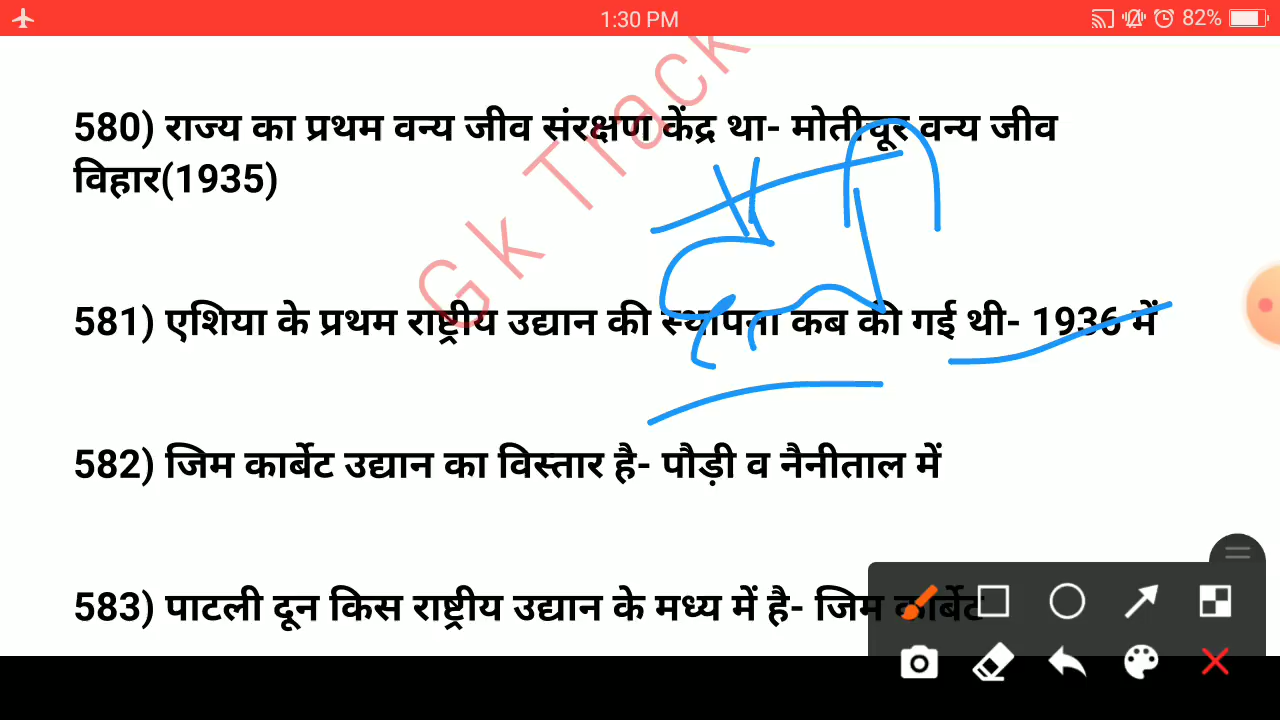 1:30 PM
82%
580) राज्य का प्रथम वन्य जीव संरक्षण केंद्र था- मोतीचूर वन्य जीव
विहार(1935)
Gk Track
581) एशिया के प्रथम राष्ट्रीय उद्यान की स्थापना कब की गई थी- 1936 में
582) जिम कार्बेट उद्यान का विस्तार है- पौड़ी व नैनीताल में
583) पाटली दून किस राष्ट्रीय उद्यान के मध्य में है- जिम कार्बेट